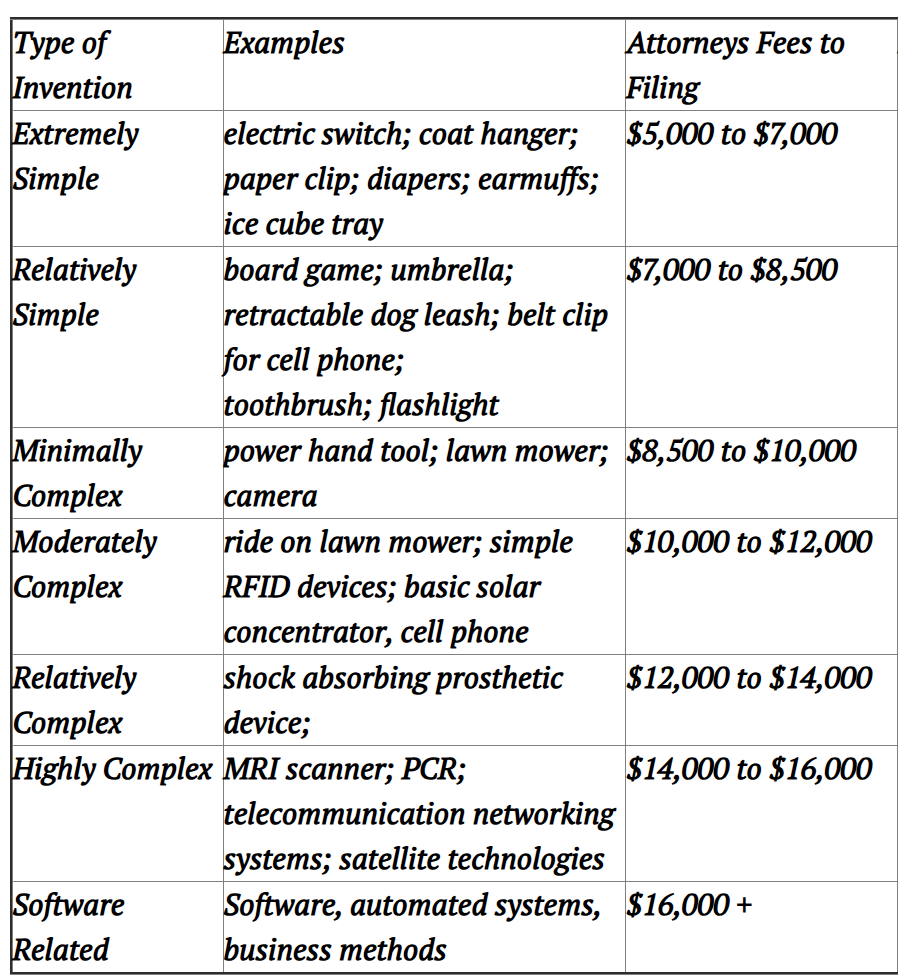 Type of Invention
Examples
Attorneys Fees to Filing
Extremely Simple
electric switch; coat hanger;
paper clip; diapers; earmuffs;
ice cube tray
$5,000 to $7,000
Relatively Simple
board game; umbrella;
retractable dog leash; belt clip
for cell phone;
toothbrush; flashlight
$7,000 to $8,500
Minimally Complex
power hand tool; lawn mower;
camera
$8,500 to $10,000
Moderately Complex
ride on lawn mower; simple
RFID devices; basic solar
concentrator, cell phone
$10,000 to $12,000
Relatively Complex
shock absorbing prosthetic
device;
$12,000 to $14,000
Highly Complex
MRI scanner; PCR;
telecommunication networking
systems; satellite technologies
$14,000 to $16,000
Software Related
Software, automated systems,
business methods
$16,000 +